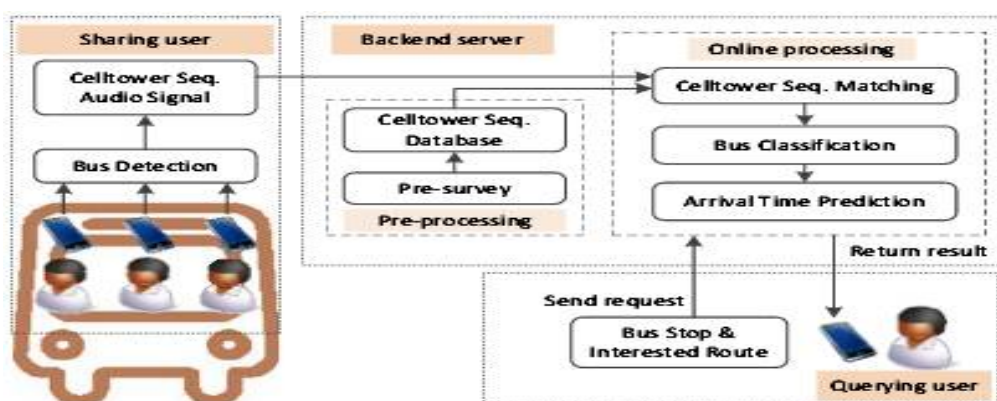 Sharing user
Celltower Seq.
Audio Signal
Bus Detection
Backend server
Online processing
Celltower Seq. Matching
Bus Classification
Arrival Time Prediction
Celltower Seq.
Database
Pre-survey
Pre-processing
Return result
Send request
Bus Stop &
Interested Route
Querying user